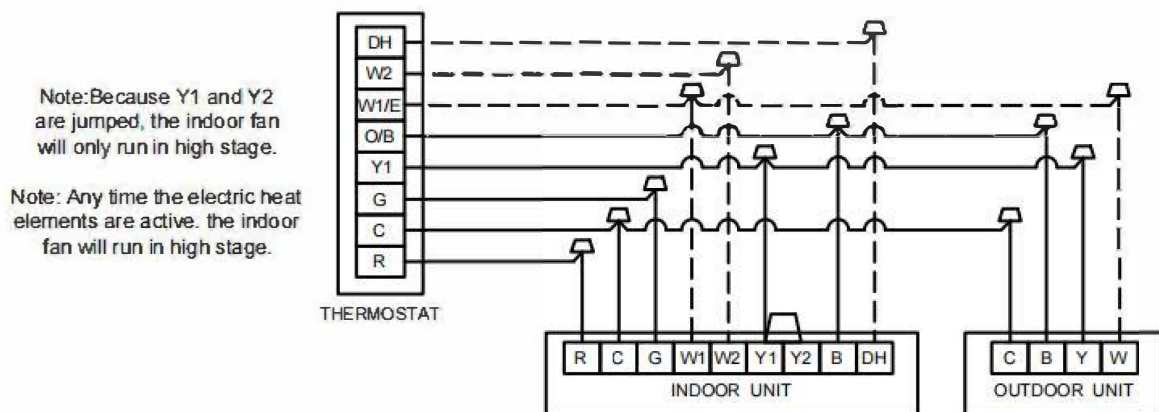 Note:Because Y1 and Y2
are jumped, the indoor fan
will only run in high stage.
Note: Any time the electric heat
elements are active. the indoor
fan will run in high stage.
DH
W2
W1/E
O/B
Y1
G
C
R
THERMOSTAT
R C G W1 W2 Y1 Y2 B DH
INDOOR UNIT
C B Y W
OUTDOOR UNIT